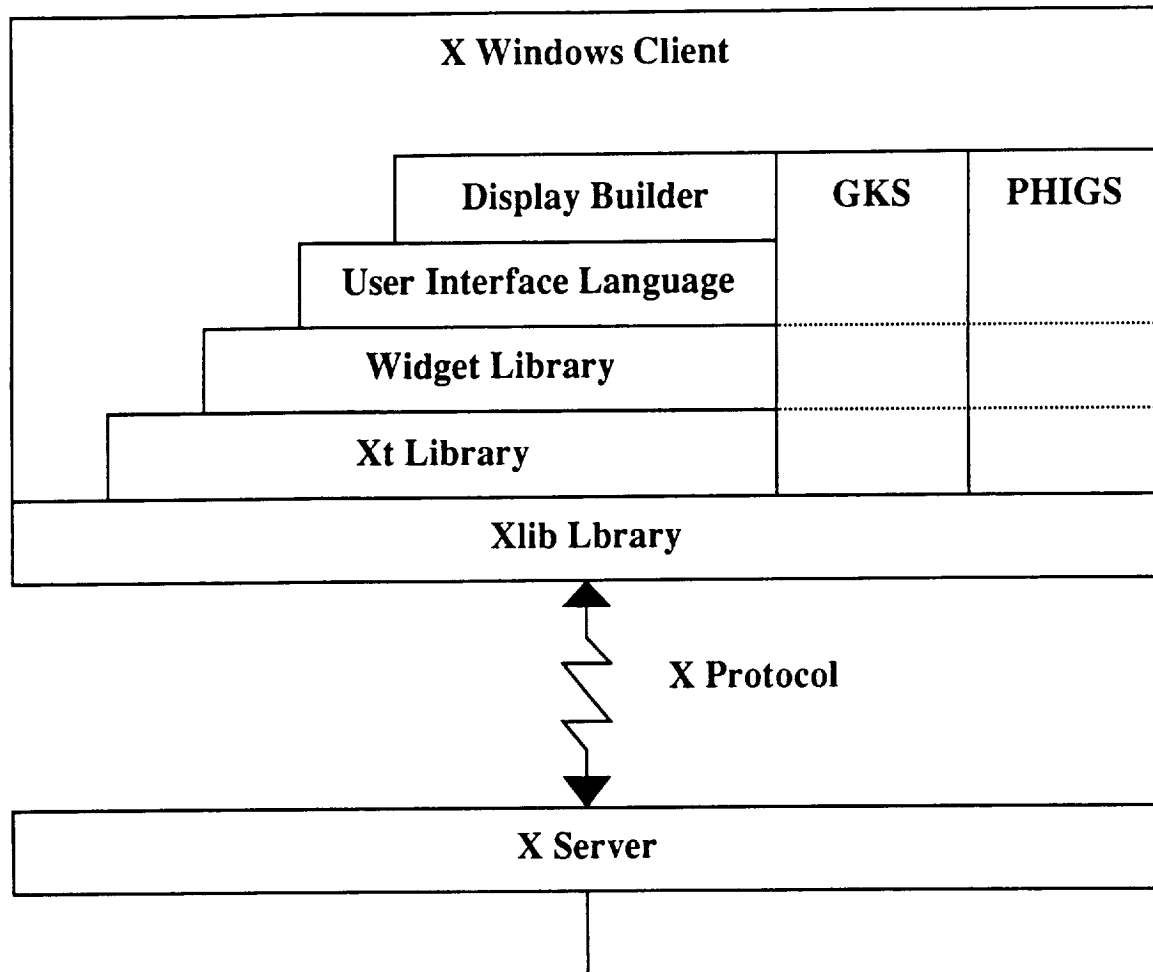 X Windows Client
Display Builder
GKS
PHIGS
User Interface Language
Widget Library
Xt Library
Xlib Lbrary
X Protocol
X Server